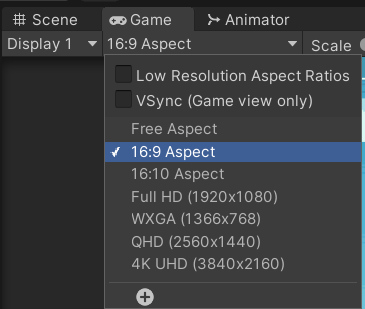 Scene Game Animator
Display 1 16:9 Aspect Scale
Low Resolution Aspect Ratios
VSync (Game view only)
Free Aspect
16:9 Aspect
16:10 Aspect
Full HD (1920x1080)
WXGA (1366x768)
QHD (2560x1440)
4K UHD (3840x2160)